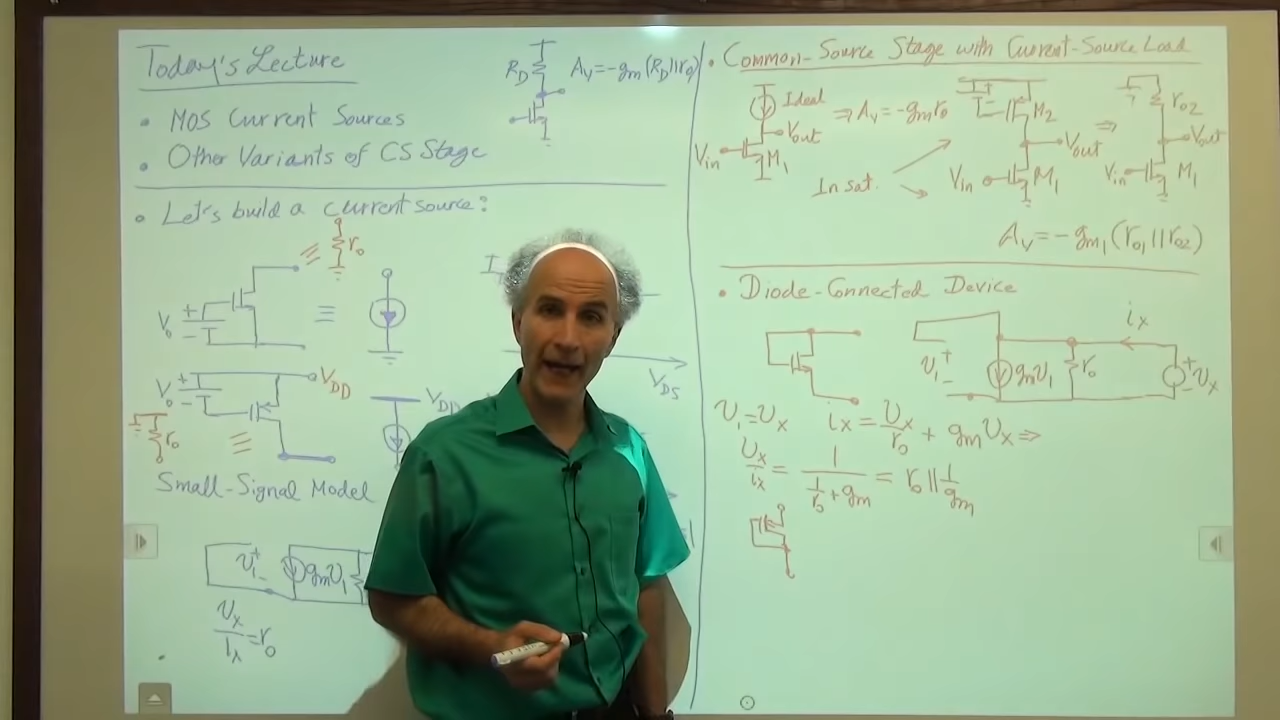 Today's Lecture
• MOS Current Sources
• Other Variants of CS Stage
R_D
A_v = -g_m (R_D || r_o)
• Let's build a current source:
≡ r_o
V_o + -
≡
V_o + -
V_DD
r_o
≡
V_DD
I
V_DS
Small-Signal Model
v_1 + -
g_m v_1
v_x / i_x = r_o
• Common-Source Stage with Current-Source Load
Ideal
⇒ A_v = -g_m r_o
V_out
V_in
M_1
In sat.
M_2
V_out
V_in
M_1
⇒
r_o2
V_out
V_in
M_1
A_v = -g_m1 (r_o1 || r_o2)
• Diode-Connected Device
v_1 + -
g_m v_1
r_o
i_x
+ - v_x
v_1 = v_x
i_x = v_x / r_o + g_m v_x ⇒
v_x / i_x = 1 / (1/r_o + g_m) = r_o || 1/g_m